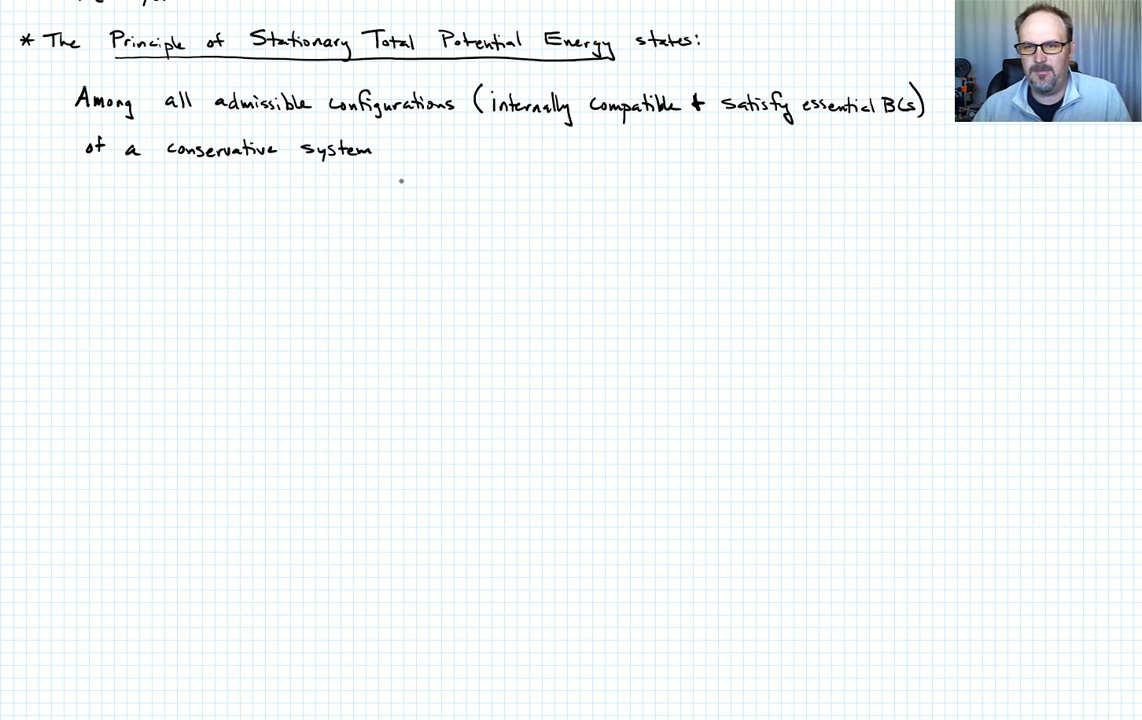 * The Principle of Stationary Total Potential Energy states:
Among all admissible configurations (internally compatible & satisfy essential BCs)
of a conservative system